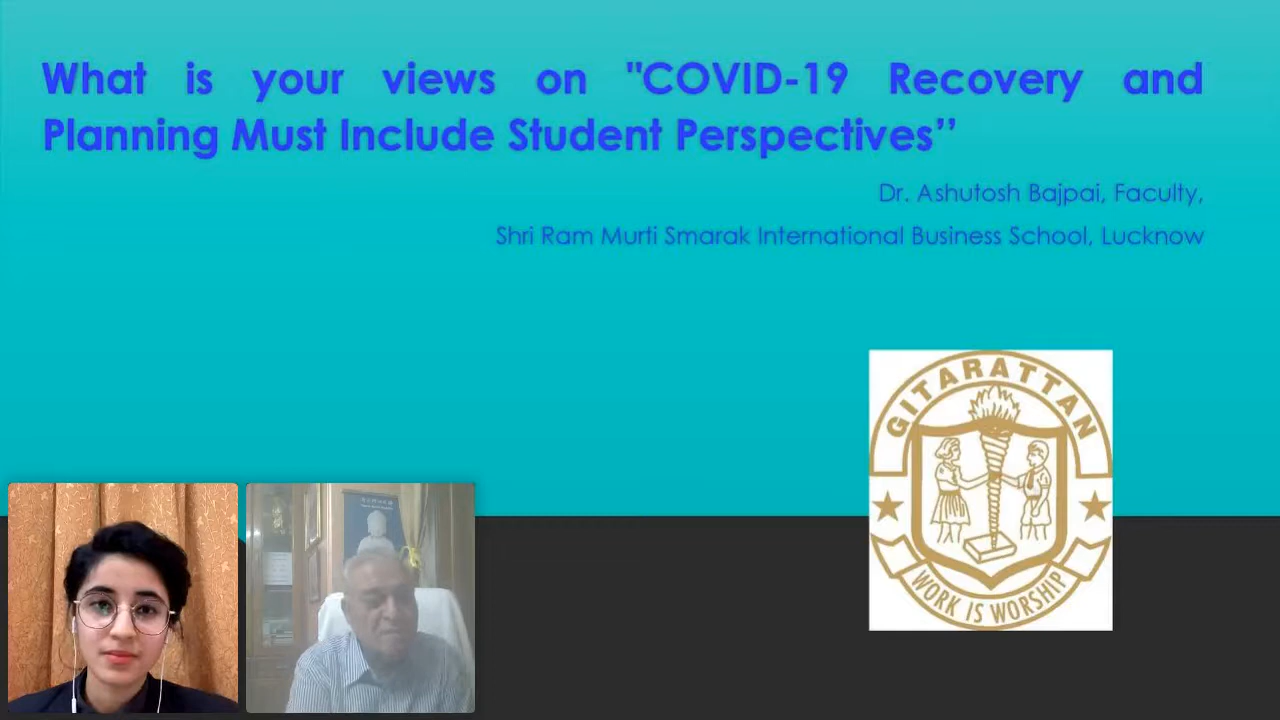 What is your views on "COVID-19 Recovery and
Planning Must Include Student Perspectives’’
Dr. Ashutosh Bajpai, Faculty,
Shri Ram Murti Smarak International Business School, Lucknow
GITARATTAN
WORK IS WORSHIP